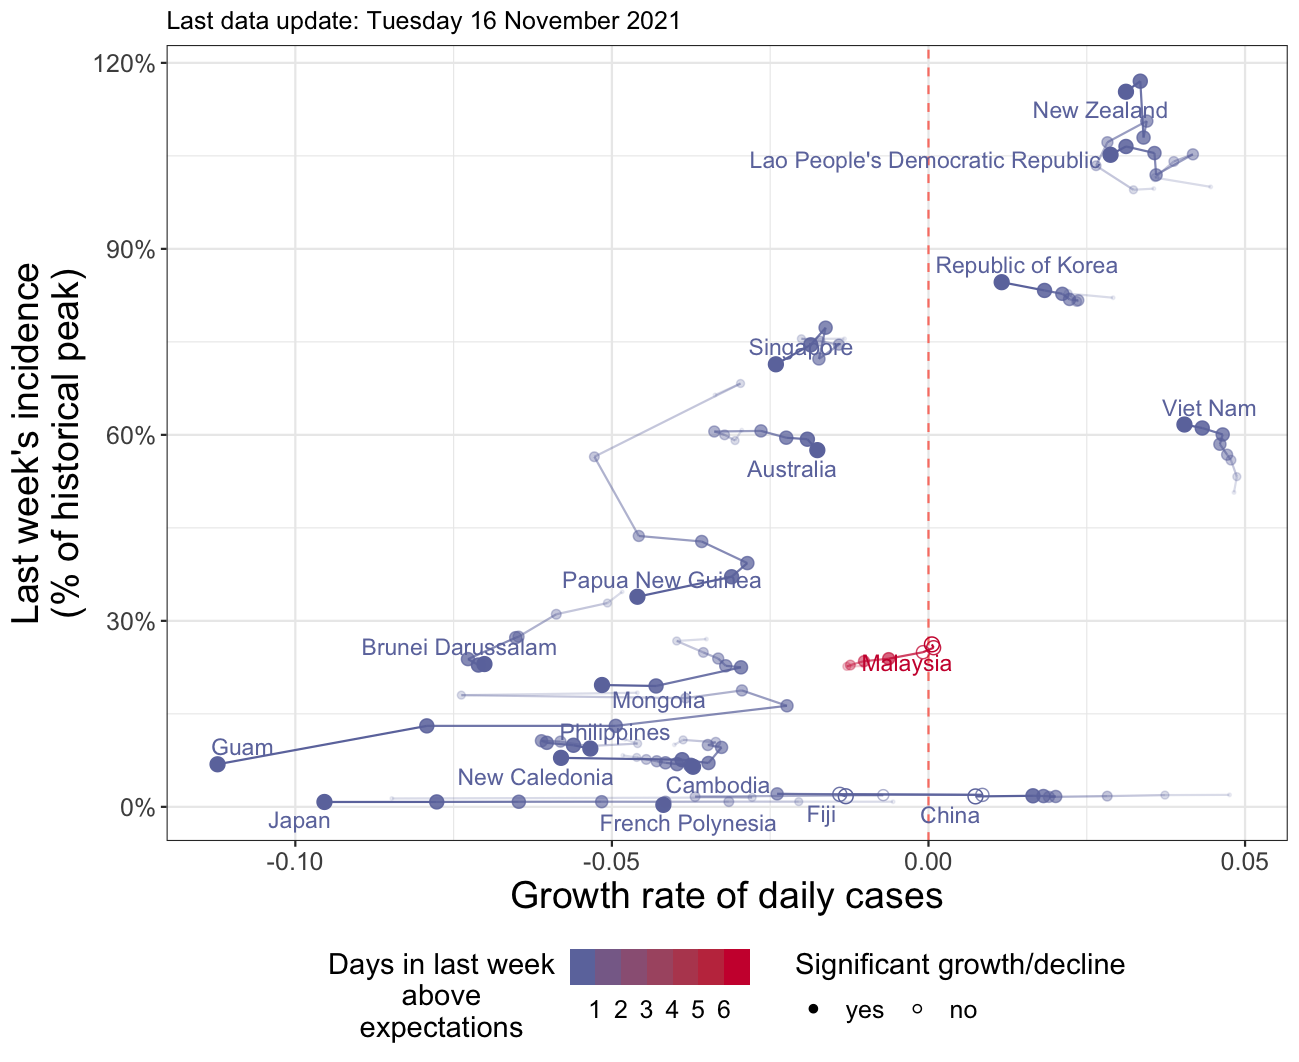 Last data update: Tuesday 16 November 2021
120%
90%
60%
30%
0%
Last week's incidence
(% of historical peak)
New Zealand
Lao People's Democratic Republic
Republic of Korea
Singapore
Viet Nam
Australia
Papua New Guinea
Brunei Darussalam
Malaysia
Mongolia
Philippines
Guam
New Caledonia
Cambodia
Japan
French Polynesia
Fiji
China
-0.10
-0.05
0.00
0.05
Growth rate of daily cases
Days in last week
above
expectations
1 2 3 4 5 6
Significant growth/decline
yes no